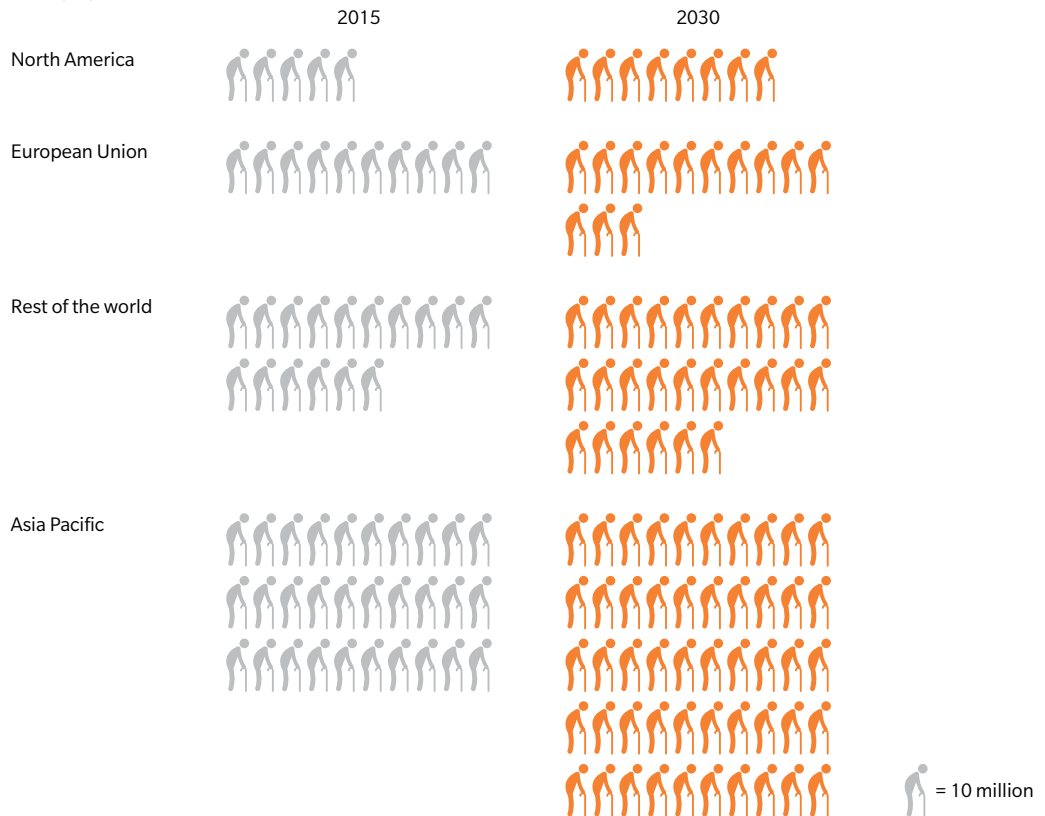 2015 2030
North America
European Union
Rest of the world
Asia Pacific
= 10 million